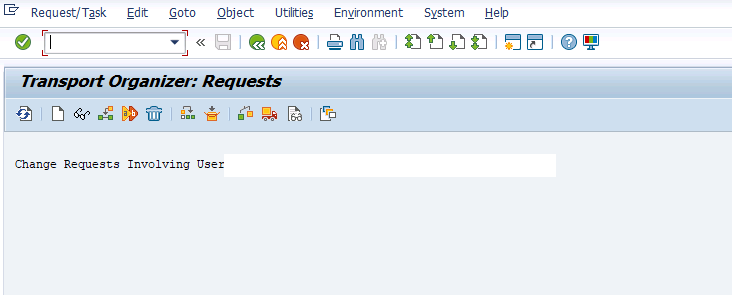 Request/Task Edit Goto Object Utilities Environment System Help
Transport Organizer: Requests
Change Requests Involving User